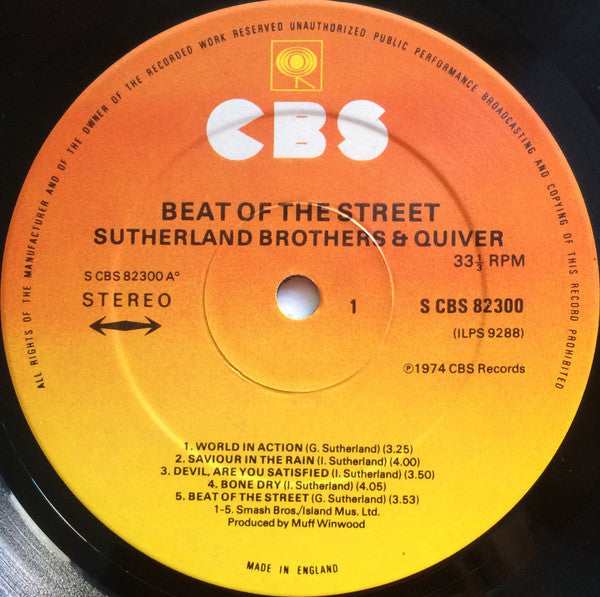 ALL RIGHTS OF THE MANUFACTURER AND OF THE OWNER OF THE RECORDED WORK RESERVED UNAUTHORIZED PUBLIC PERFORMANCE BROADCASTING AND COPYING OF THIS RECORD PROHIBITED
CBS
BEAT OF THE STREET
SUTHERLAND BROTHERS & QUIVER
33⅓ RPM
S CBS 82300 A°
STEREO
1
S CBS 82300
(ILPS 9288)
℗1974 CBS Records
1. WORLD IN ACTION (G. Sutherland) (3.25)
2. SAVIOUR IN THE RAIN (I. Sutherland) (4.00)
3. DEVIL, ARE YOU SATISFIED (I. Sutherland) (3.50)
4. BONE DRY (I. Sutherland) (4.05)
5. BEAT OF THE STREET (G. Sutherland) (3.53)
1-5. Smash Bros./Island Mus. Ltd.
Produced by Muff Winwood
MADE IN ENGLAND